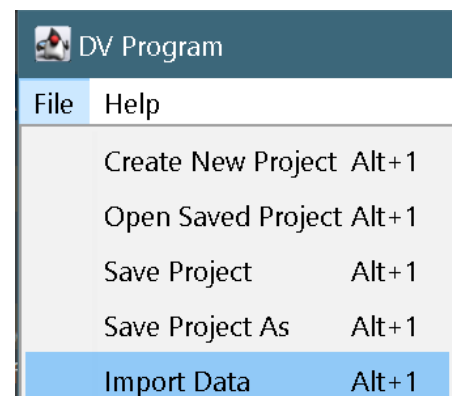 DV Program
File Help
Create New Project Alt+1
Open Saved Project Alt+1
Save Project Alt+1
Save Project As Alt+1
Import Data Alt+1